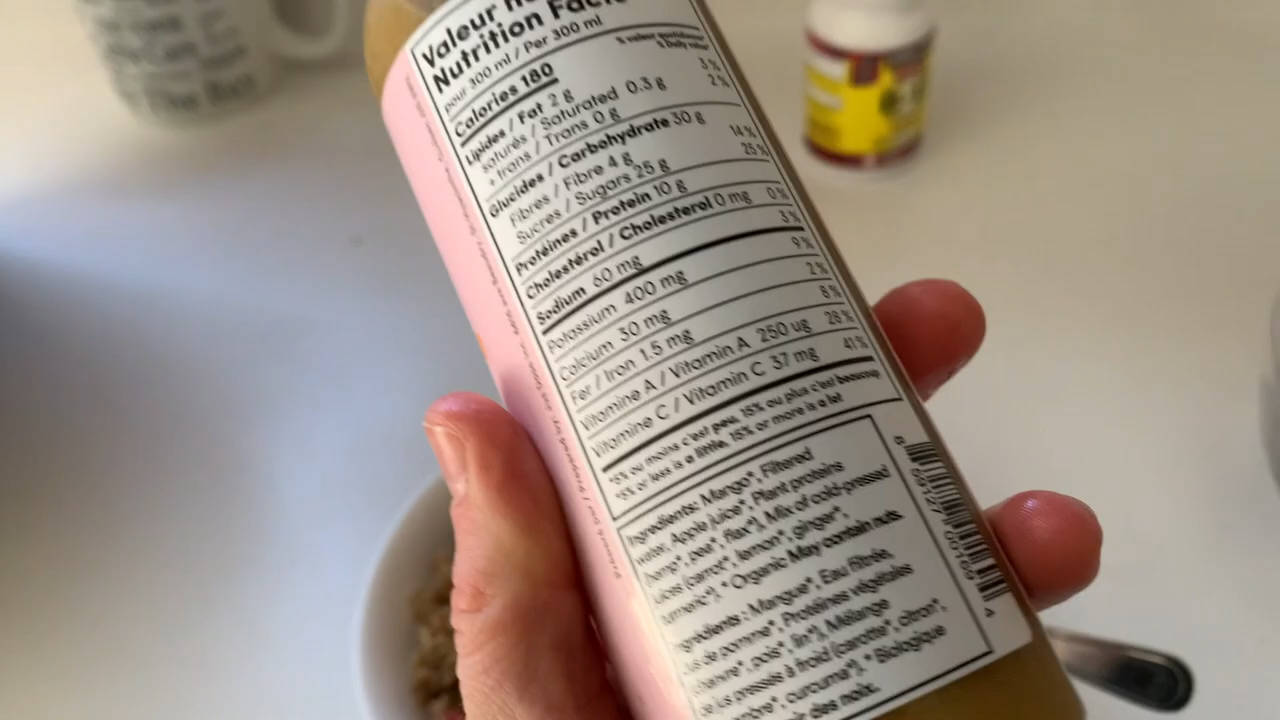 Valeur
Nutrition Facts
pour 300 ml / Per 300 ml
% valeur quotidienne*
% Daily value*
Calories 180
Lipides / Fat 2 g 3 %
saturés / Saturated 0.3 g 2 %
+ trans / Trans 0 g
Glucides / Carbohydrate 30 g
Fibres / Fibre 4 g 14 %
Sucres / Sugars 25 g 25 %
Protéines / Protein 10 g
Cholestérol / Cholesterol 0 mg 0 %
Sodium 60 mg 3 %
Potassium 400 mg 9 %
Calcium 30 mg 2 %
Fer / Iron 1.5 mg 8 %
Vitamine A / Vitamin A 250 ug 28 %
Vitamine C / Vitamin C 37 mg 41 %
*5% ou moins c'est peu, 15% ou plus c'est beaucoup
*5% or less is a little, 15% or more is a lot
Ingredients: Mango*, Filtered
water, Apple juice*, Plant proteins
(hemp*, pea*, flax*), Mix of cold-pressed
juices (carrot*, lemon*, ginger*,
turmeric*). * Organic May contain nuts.
Ingrédients : Mangue*, Eau filtrée,
Jus de pomme*, Protéines végétales
(chanvre*, pois*, lin*), Mélange
de jus pressés à froid (carotte*, citron*,
gingembre*, curcuma*). * Biologique
des noix.